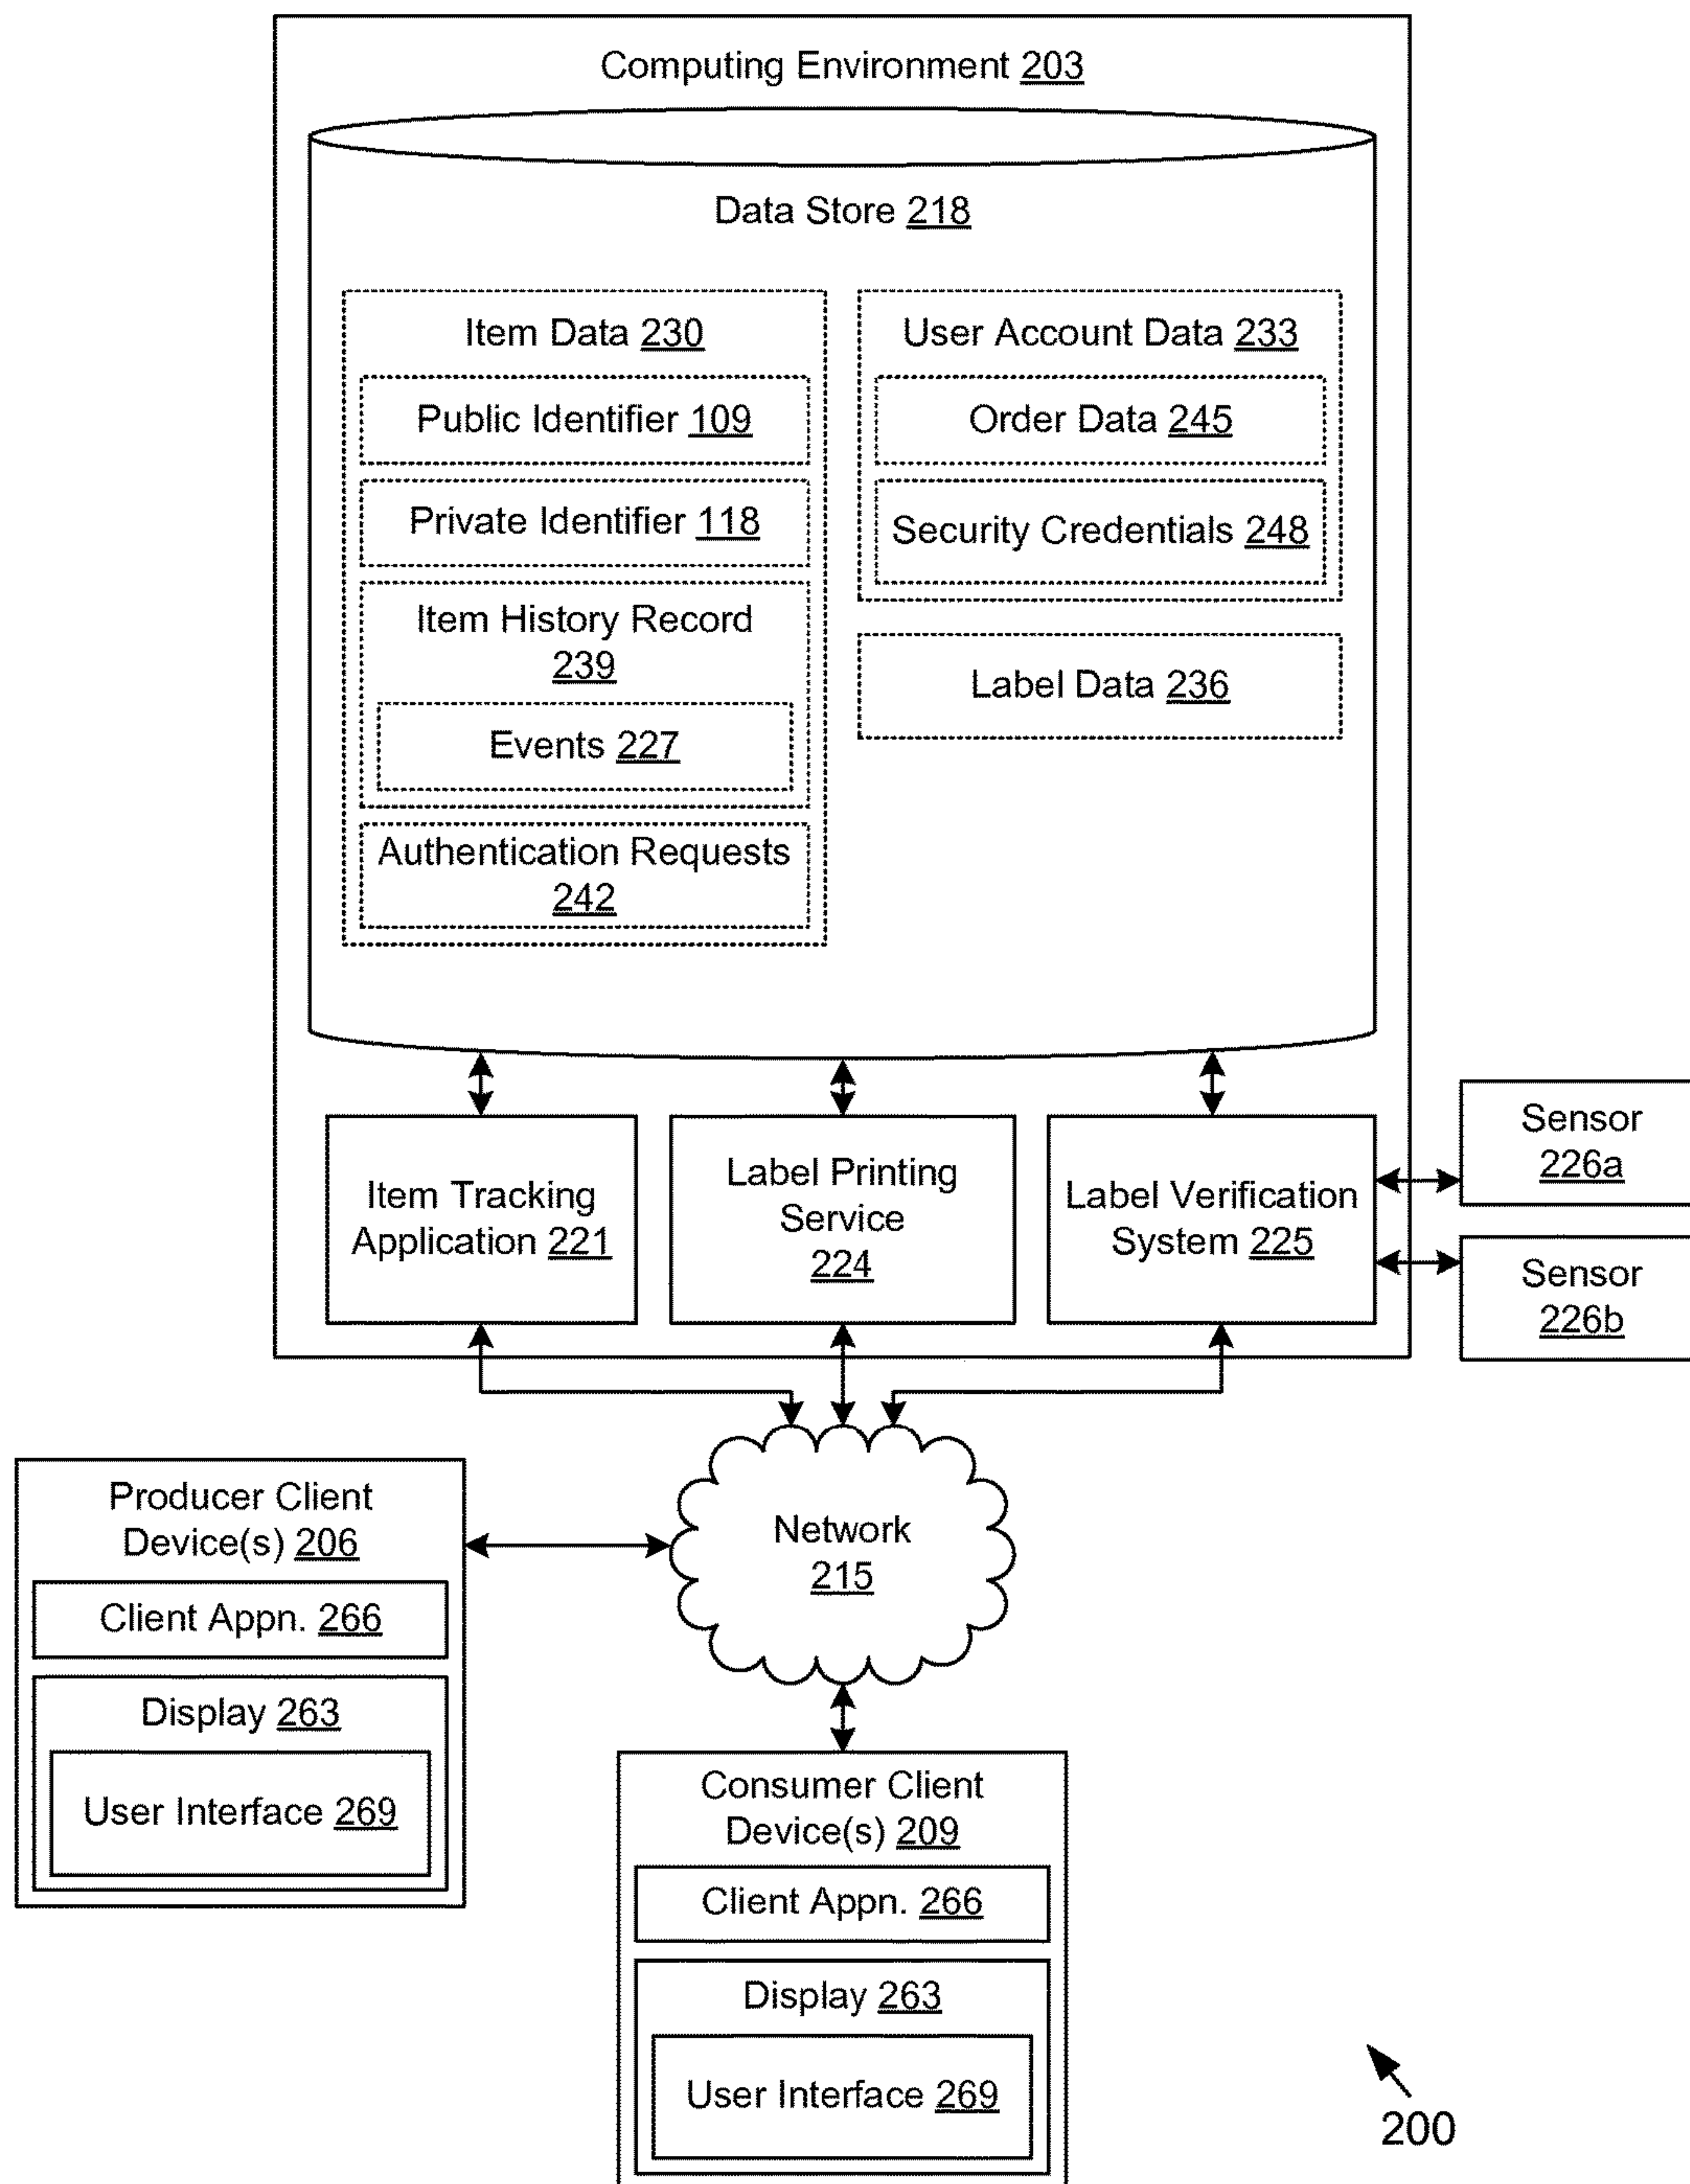 Computing Environment 203
Data Store 218
Item Data 230
Public Identifier 109
Private Identifier 118
Item History Record
239
Events 227
Authentication Requests
242
User Account Data 233
Order Data 245
Security Credentials 248
Label Data 236
Item Tracking
Application 221
Label Printing
Service
224
Label Verification
System 225
Sensor
226a
Sensor
226b
Producer Client
Device(s) 206
Client Appn. 266
Display 263
User Interface 269
Network
215
Consumer Client
Device(s) 209
Client Appn. 266
Display 263
User Interface 269
200